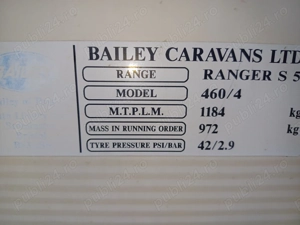 BAILEY CARAVANS LTD
RANGE RANGER S 5
MODEL 460/4
M.T.P.L.M. 1184 kg
MASS IN RUNNING ORDER 972 kg
TYRE PRESSURE PSI/BAR 42/2.9